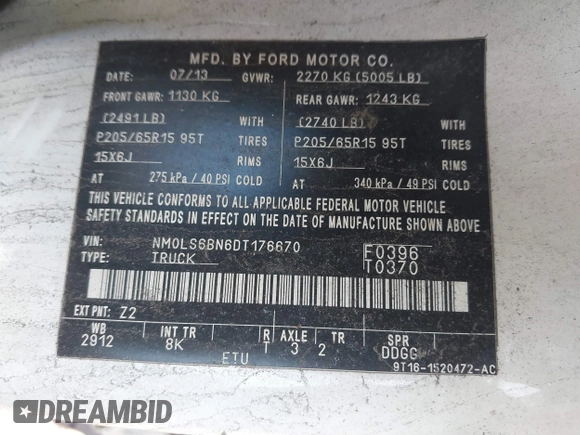 MFD. BY FORD MOTOR CO.
DATE: 07/13 GVWR: 2270 KG (5005 LB)
FRONT GAWR: 1130 KG REAR GAWR: 1243 KG
(2491 LB) WITH (2740 LB) WITH
P205/65R15 95T TIRES P205/65R15 95T TIRES
15X6J RIMS 15X6J RIMS
AT 275 kPa / 40 PSI COLD AT 340 kPa / 49 PSI COLD
THIS VEHICLE CONFORMS TO ALL APPLICABLE FEDERAL MOTOR VEHICLE
SAFETY STANDARDS IN EFFECT ON THE DATE OF MANUFACTURE SHOWN ABOVE
VIN: NM0LS6BN6DT176670 F0396
TYPE: TRUCK T0370
EXT PNT: Z2
WB INT TR R AXLE TR SPR
2912 8K 3 2 DDGG
ETU 9T16-1520472-AC
DREAMBID